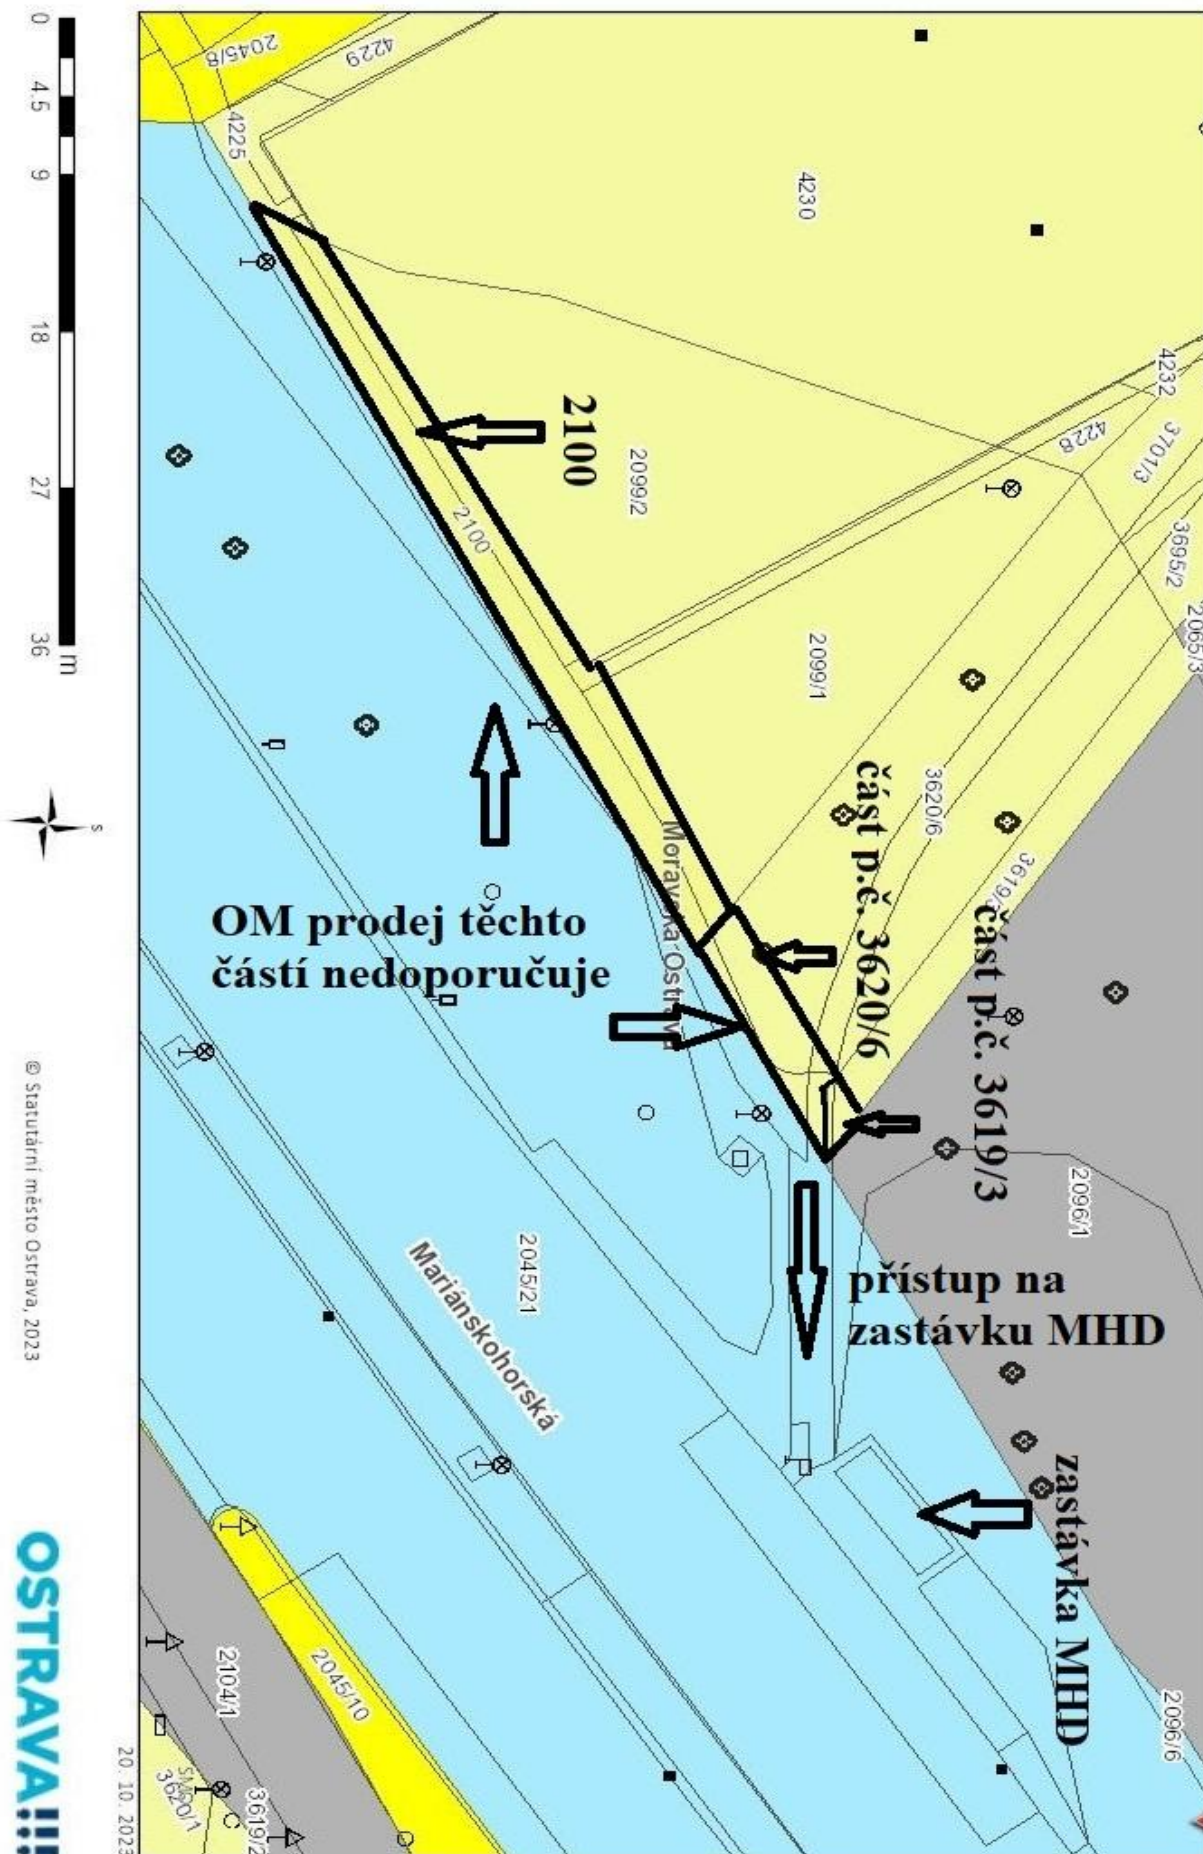 2045/8
4229
4225
4230
4232
4228
3701/3
3695/2
2065/3
2100
2099/2
2100
2099/1
3620/6
část p.č. 3620/6
část p.č. 3619/3
Moravská Ostrava
OM prodej těchto
částí nedoporučuje
2096/1
přístup na
zastávku MHD
2045/21
Mariánskohorská
zastávka MHD
2096/6
2045/10
2104/1
3620/1
3619/2
0 4.5 9 18 27 36 m
s
© Statutární město Ostrava, 2023
OSTRAVA!!!
20. 10. 2023